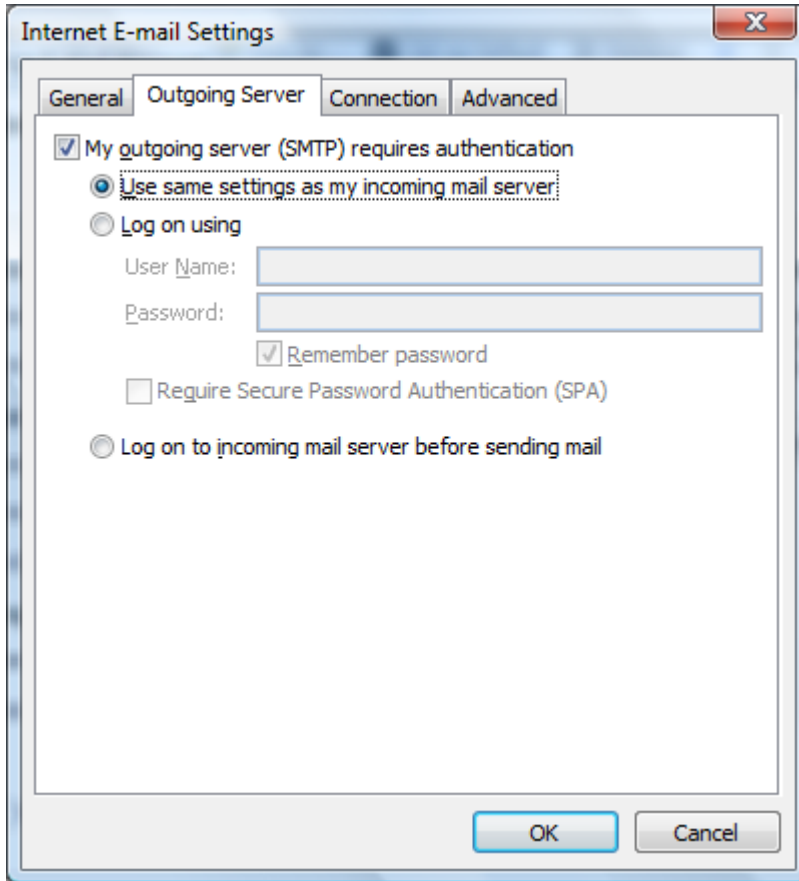 Internet E-mail Settings
General Outgoing Server Connection Advanced
My outgoing server (SMTP) requires authentication
Use same settings as my incoming mail server
Log on using
User Name:
Password:
Remember password
Require Secure Password Authentication (SPA)
Log on to incoming mail server before sending mail
OK Cancel